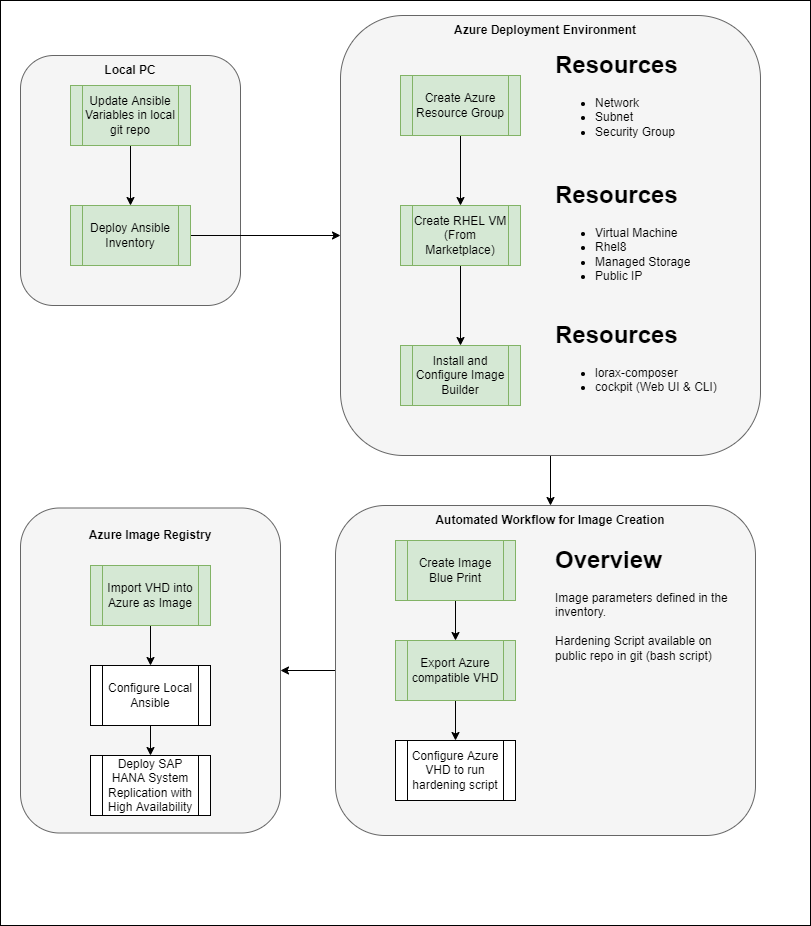 Local PC
Update Ansible
Variables in local
git repo
Deploy Ansible
Inventory
Azure Deployment Environment
Create Azure
Resource Group
Resources
Network
Subnet
Security Group
Create RHEL VM
(From
Marketplace)
Resources
Virtual Machine
Rhel8
Managed Storage
Public IP
Install and
Configure Image
Builder
Resources
lorax-composer
cockpit (Web UI & CLI)
Automated Workflow for Image Creation
Create Image
Blue Print
Export Azure
compatible VHD
Configure Azure
VHD to run
hardening script
Overview
Image parameters defined in the
inventory.
Hardening Script available on
public repo in git (bash script)
Azure Image Registry
Import VHD into
Azure as Image
Configure Local
Ansible
Deploy SAP
HANA System
Replication with
High Availability